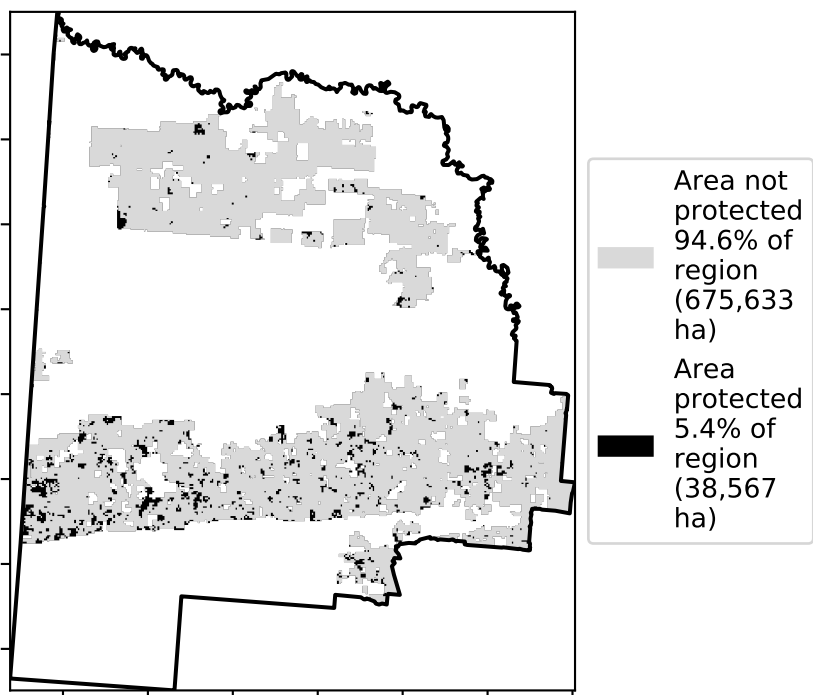 Area not
protected
94.6% of
region
(675,633
ha)
Area
protected
5.4% of
region
(38,567
ha)